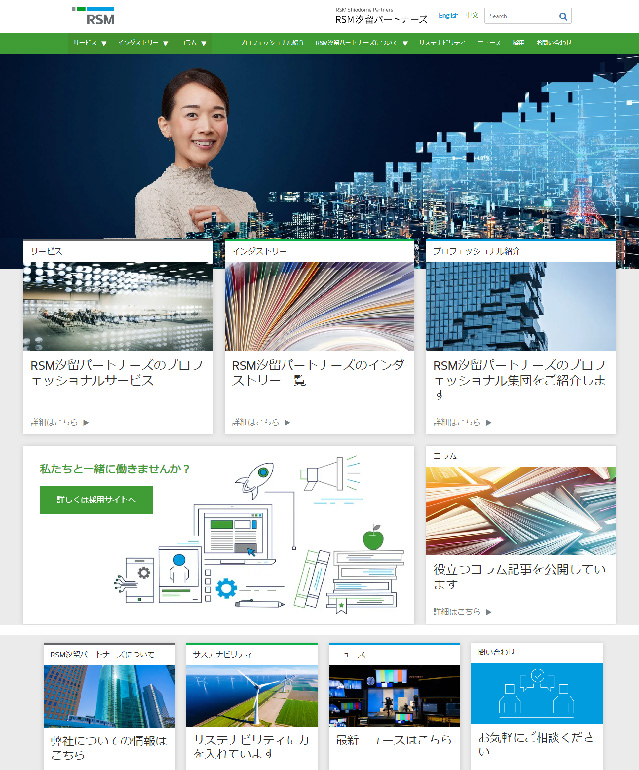 RSM
RSM Shiodome Partners
RSM汐留パートナーズ
English
中文
Search
サービス ▼ インダストリー ▼ コラム ▼ プロフェッショナル紹介 RSM汐留パートナーズについて ▼ サステナビリティ ニュース 採用 お問い合わせ
サービス
インダストリー
プロフェッショナル紹介
RSM汐留パートナーズのプロフ
ェッショナルサービス
詳細はこちら ▶
RSM汐留パートナーズのインダ
ストリー一覧
詳細はこちら ▶
RSM汐留パートナーズのプロフ
ェッショナル集団をご紹介しま
す
詳細はこちら ▶
私たちと一緒に働きませんか？
詳しくは採用サイトへ
コラム
役立つコラム記事を公開してい
ます
詳細はこちら ▶
RSM汐留パートナーズについて
サステナビリティ
ニュース
問い合わせ
弊社についての情報は
こちら
サステナビリティに力
を入れています
最新ニュースはこちら
お気軽にご相談くださ
い